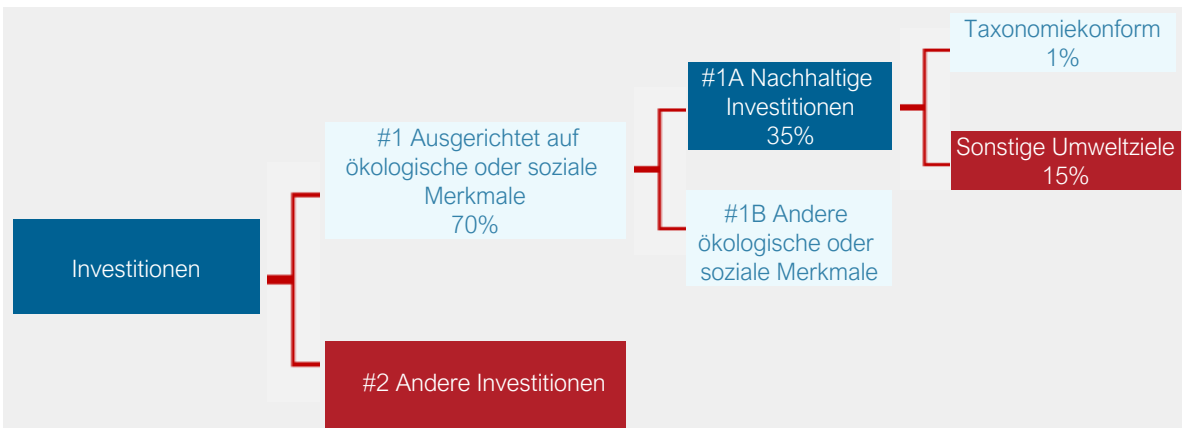 Investitionen
#1 Ausgerichtet auf
ökologische oder soziale
Merkmale
70%
#2 Andere Investitionen
#1A Nachhaltige
Investitionen
35%
#1B Andere
ökologische oder
soziale Merkmale
Taxonomiekonform
1%
Sonstige Umweltziele
15%